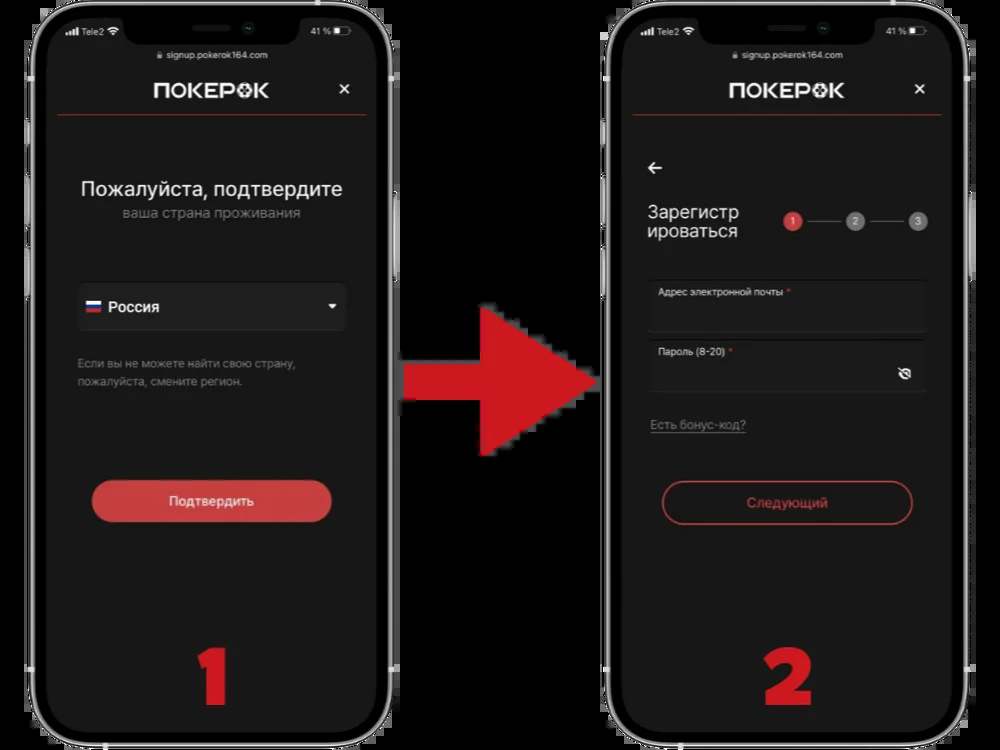 Tele2
41 %
signup.pokerok164.com
ПОКЕРОК
Пожалуйста, подтвердите
ваша страна проживания
Россия
Если вы не можете найти свою страну,
пожалуйста, смените регион.
Подтвердить
1
Tele2
41 %
signup.pokerok164.com
ПОКЕРОК
Зарегистр
ироваться
1
2
3
Адрес электронной почты *
Пароль (8-20) *
Есть бонус-код?
Следующий
2